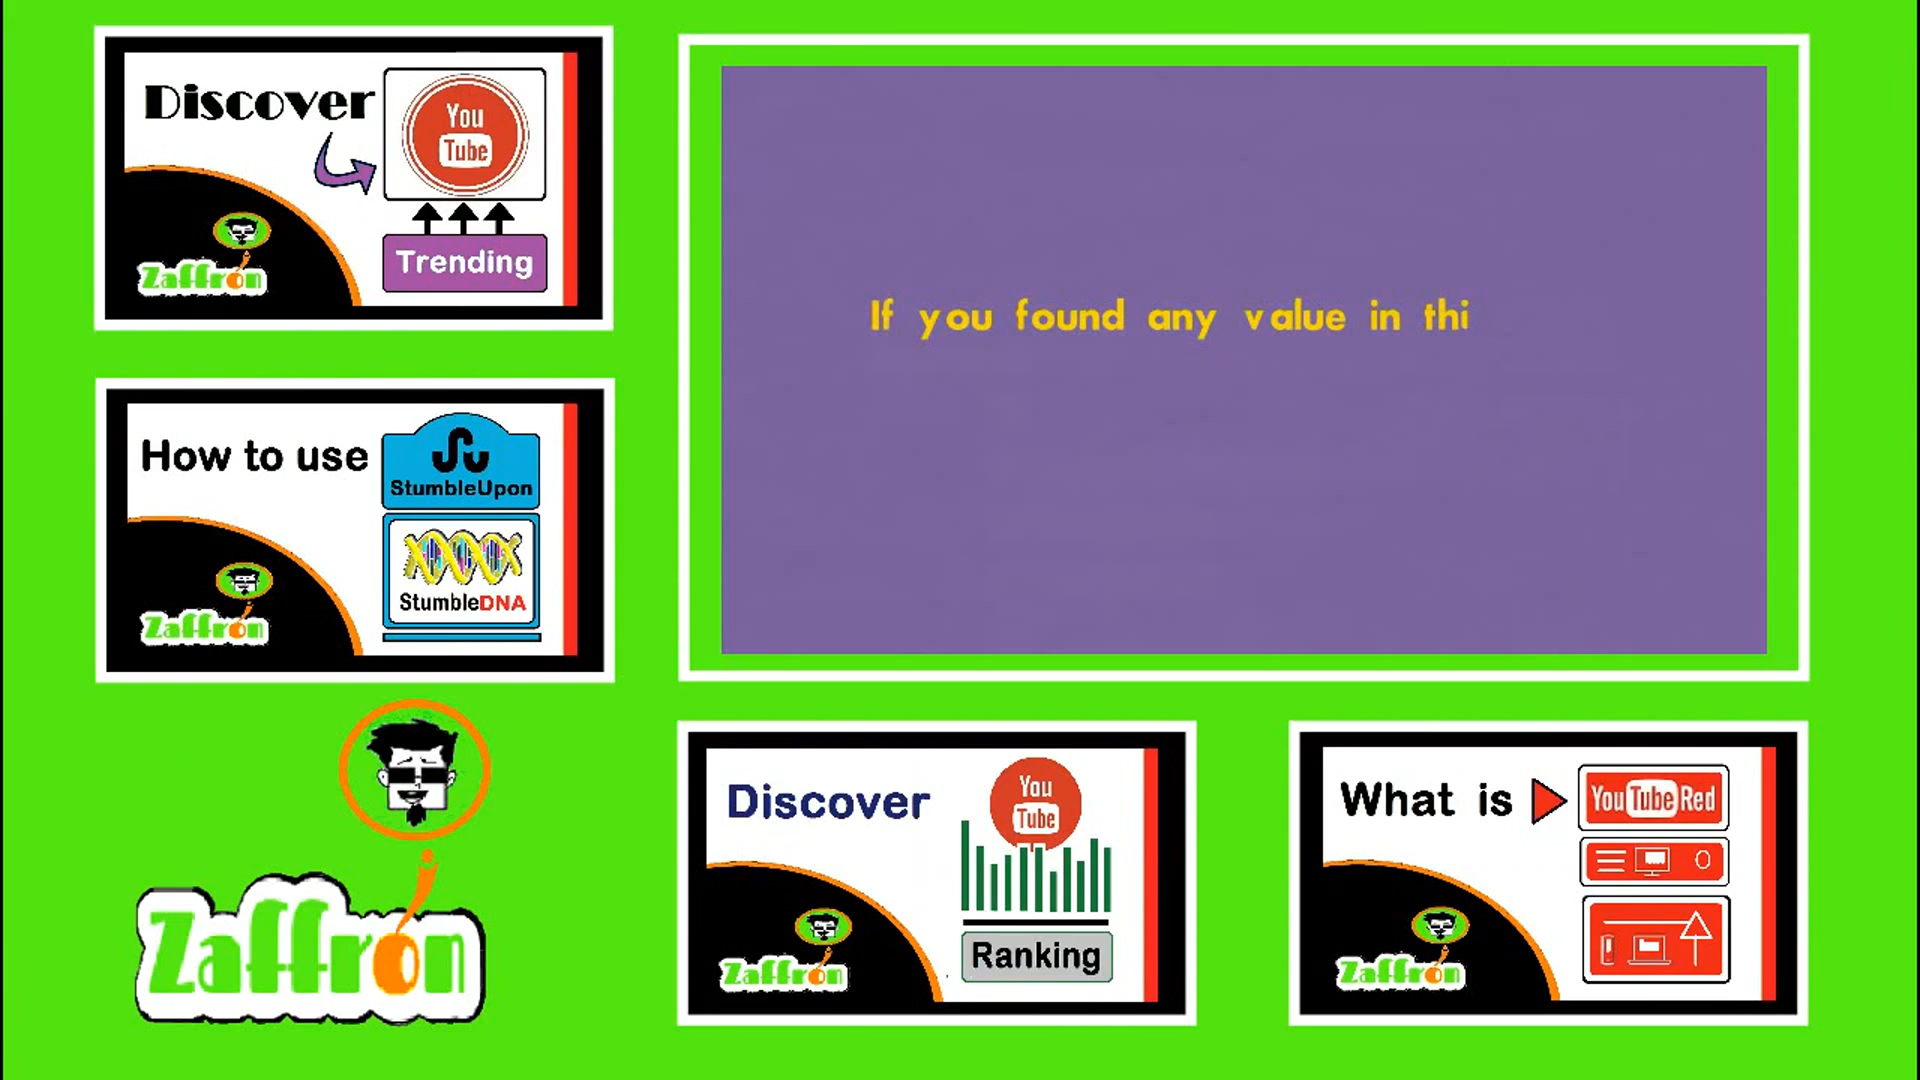 Discover
You
Tube
Trending
Zaffron
If you found any value in thi
How to use
StumbleUpon
StumbleDNA
Zaffron
Zaffron
Discover
You
Tube
Ranking
Zaffron
What is
YouTube Red
Zaffron